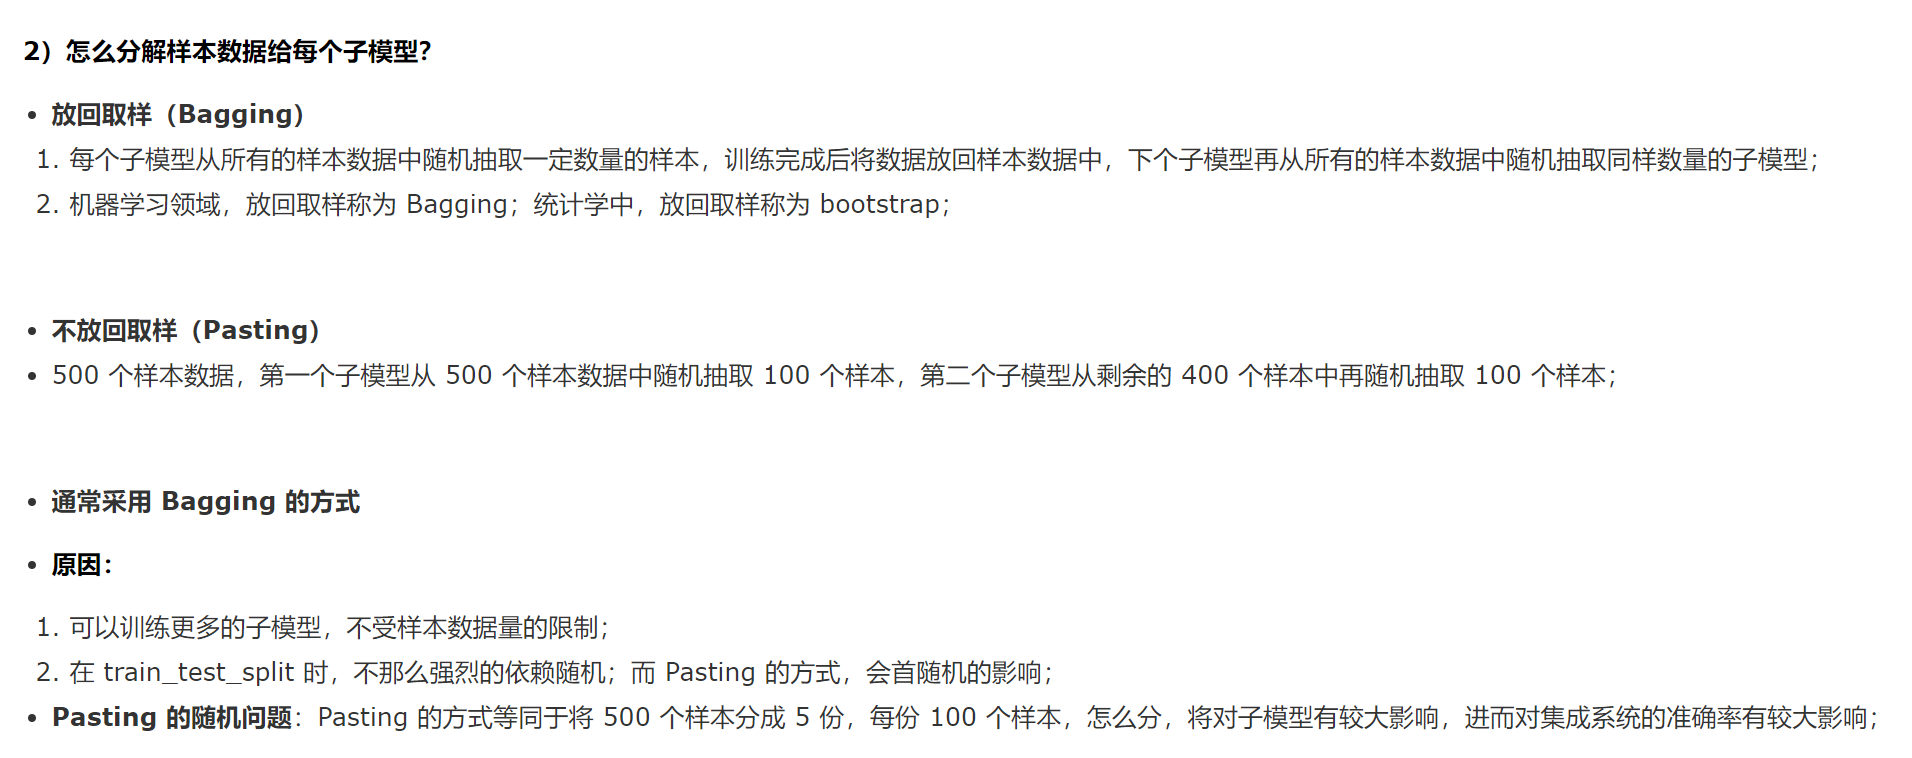 2）怎么分解样本数据给每个子模型？
• 放回取样（Bagging）
1. 每个子模型从所有的样本数据中随机抽取一定数量的样本，训练完成后将数据放回样本数据中，下个子模型再从所有的样本数据中随机抽取同样数量的子模型；
2. 机器学习领域，放回取样称为 Bagging；统计学中，放回取样称为 bootstrap；
• 不放回取样（Pasting）
• 500 个样本数据，第一个子模型从 500 个样本数据中随机抽取 100 个样本，第二个子模型从剩余的 400 个样本中再随机抽取 100 个样本；
• 通常采用 Bagging 的方式
• 原因：
1. 可以训练更多的子模型，不受样本数据量的限制；
2. 在 train_test_split 时，不那么强烈的依赖随机；而 Pasting 的方式，会首随机的影响；
• Pasting 的随机问题：Pasting 的方式等同于将 500 个样本分成 5 份，每份 100 个样本，怎么分，将对子模型有较大影响，进而对集成系统的准确率有较大影响；